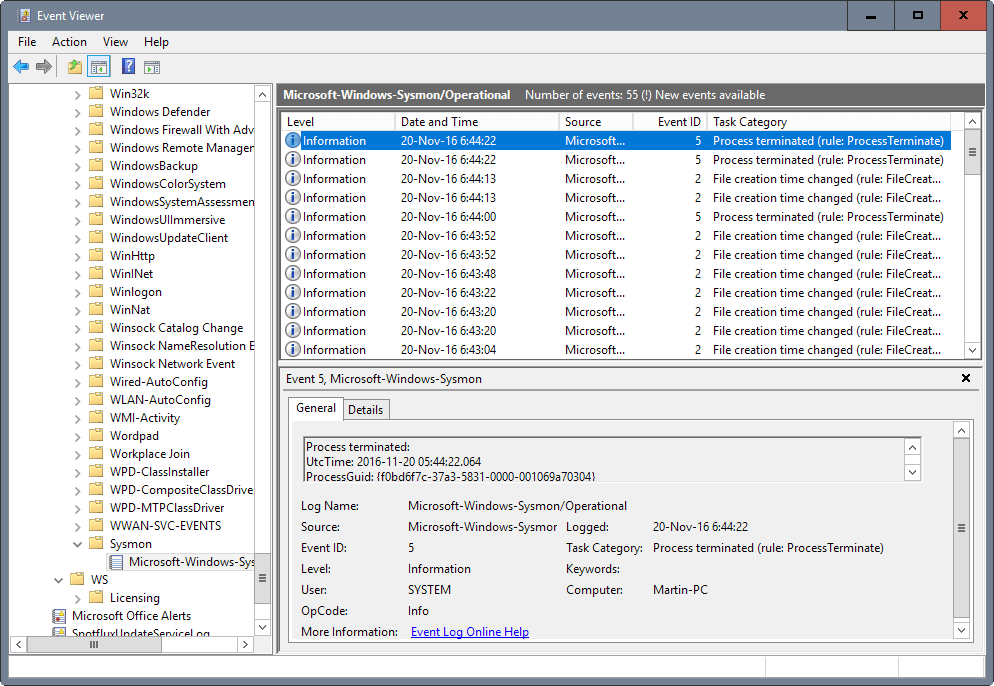 Event Viewer
File Action View Help
Win32k
Windows Defender
Windows Firewall With Adv
Windows Remote Manager
WindowsBackup
WindowsColorSystem
WindowsSystemAssessmen
WindowsUIImmersive
WindowsUpdateClient
WinHttp
WinINet
Winlogon
WinNat
Winsock Catalog Change
Winsock NameResolution E
Winsock Network Event
Wired-AutoConfig
WLAN-AutoConfig
WMI-Activity
Wordpad
Workplace Join
WPD-ClassInstaller
WPD-CompositeClassDrive
WPD-MTPClassDriver
WWAN-SVC-EVENTS
Sysmon
Microsoft-Windows-Sys
WS
Licensing
Microsoft Office Alerts
SpotfluxUpdateServiceLog
Microsoft-Windows-Sysmon/Operational Number of events: 55 (!) New events available
Level Date and Time Source Event ID Task Category
Information 20-Nov-16 6:44:22 Microsoft... 5 Process terminated (rule: ProcessTerminate)
Information 20-Nov-16 6:44:22 Microsoft... 5 Process terminated (rule: ProcessTerminate)
Information 20-Nov-16 6:44:13 Microsoft... 2 File creation time changed (rule: FileCreat...
Information 20-Nov-16 6:44:13 Microsoft... 2 File creation time changed (rule: FileCreat...
Information 20-Nov-16 6:44:00 Microsoft... 5 Process terminated (rule: ProcessTerminate)
Information 20-Nov-16 6:43:52 Microsoft... 2 File creation time changed (rule: FileCreat...
Information 20-Nov-16 6:43:52 Microsoft... 2 File creation time changed (rule: FileCreat...
Information 20-Nov-16 6:43:48 Microsoft... 2 File creation time changed (rule: FileCreat...
Information 20-Nov-16 6:43:22 Microsoft... 2 File creation time changed (rule: FileCreat...
Information 20-Nov-16 6:43:20 Microsoft... 2 File creation time changed (rule: FileCreat...
Information 20-Nov-16 6:43:20 Microsoft... 2 File creation time changed (rule: FileCreat...
Information 20-Nov-16 6:43:04 Microsoft... 2 File creation time changed (rule: FileCreat...
Event 5, Microsoft-Windows-Sysmon
General Details
Process terminated:
UtcTime: 2016-11-20 05:44:22.064
ProcessGuid: {f0bd6f7c-37a3-5831-0000-001069a70304}
Log Name: Microsoft-Windows-Sysmon/Operational
Source: Microsoft-Windows-Sysmor Logged: 20-Nov-16 6:44:22
Event ID: 5 Task Category: Process terminated (rule: ProcessTerminate)
Level: Information Keywords:
User: SYSTEM Computer: Martin-PC
OpCode: Info
More Information: Event Log Online Help